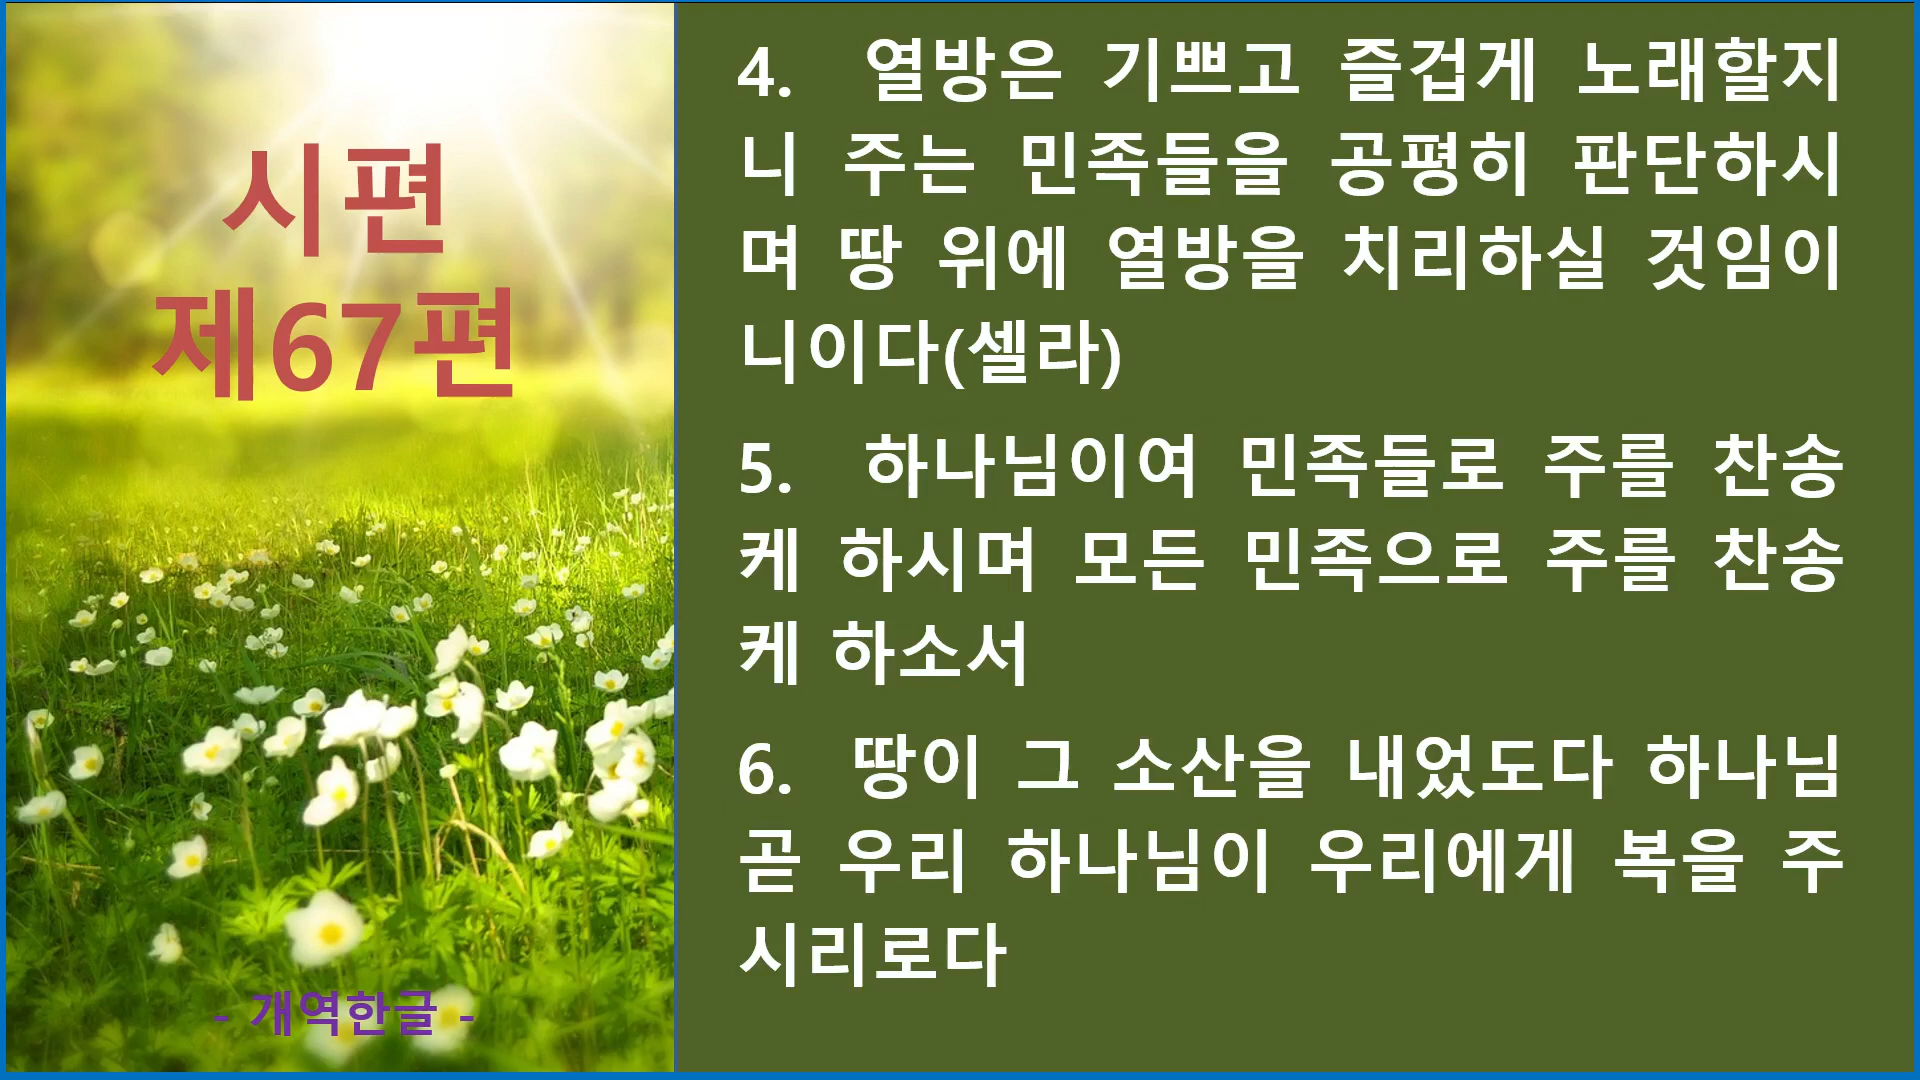 시편
제67편
- 개역한글 -
4. 열방은 기쁘고 즐겁게 노래할지
니 주는 민족들을 공평히 판단하시
며 땅 위에 열방을 치리하실 것임이
니이다(셀라)
5. 하나님이여 민족들로 주를 찬송
케 하시며 모든 민족으로 주를 찬송
케 하소서
6. 땅이 그 소산을 내었도다 하나님
곧 우리 하나님이 우리에게 복을 주
시리로다